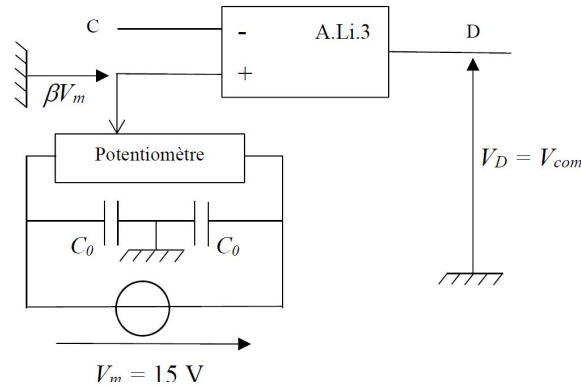 C
-
A.Li.3
D
+
βVm
Potentiomètre
VD = Vcom
C0
C0
Vm = 15 V